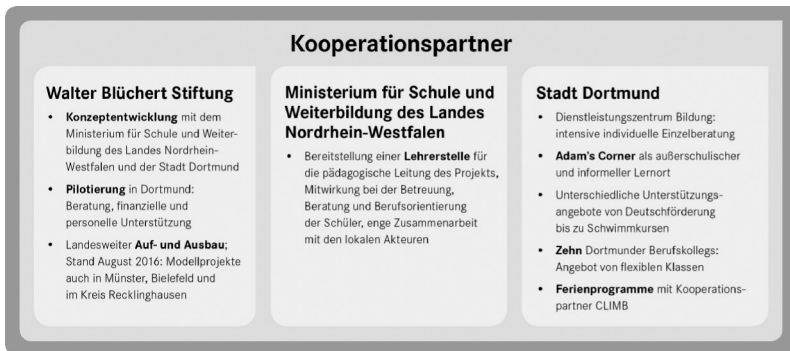 Kooperationspartner
Walter Blüchert Stiftung
• Konzeptentwicklung mit dem
Ministerium für Schule und Weiter-
bildung des Landes Nordrhein-
Westfalen und der Stadt Dortmund
• Pilotierung in Dortmund:
Beratung, finanzielle und
personelle Unterstützung
• Landesweiter Auf- und Ausbau;
Stand August 2016: Modellprojekte
auch in Münster, Bielefeld und
im Kreis Recklinghausen
Ministerium für Schule und
Weiterbildung des Landes
Nordrhein-Westfalen
• Bereitstellung einer Lehrerstelle für
die pädagogische Leitung des Projekts,
Mitwirkung bei der Betreuung,
Beratung und Berufsorientierung
der Schüler, enge Zusammenarbeit
mit den lokalen Akteuren
Stadt Dortmund
• Dienstleistungszentrum Bildung:
intensive individuelle Einzelberatung
• Adam's Corner als außerschulischer
und informeller Lernort
• Unterschiedliche Unterstützungs-
angebote von Deutschförderung
bis zu Schwimmkursen
• Zehn Dortmunder Berufskollegs:
Angebot von flexiblen Klassen
• Ferienprogramme mit Kooperations-
partner CLIMB